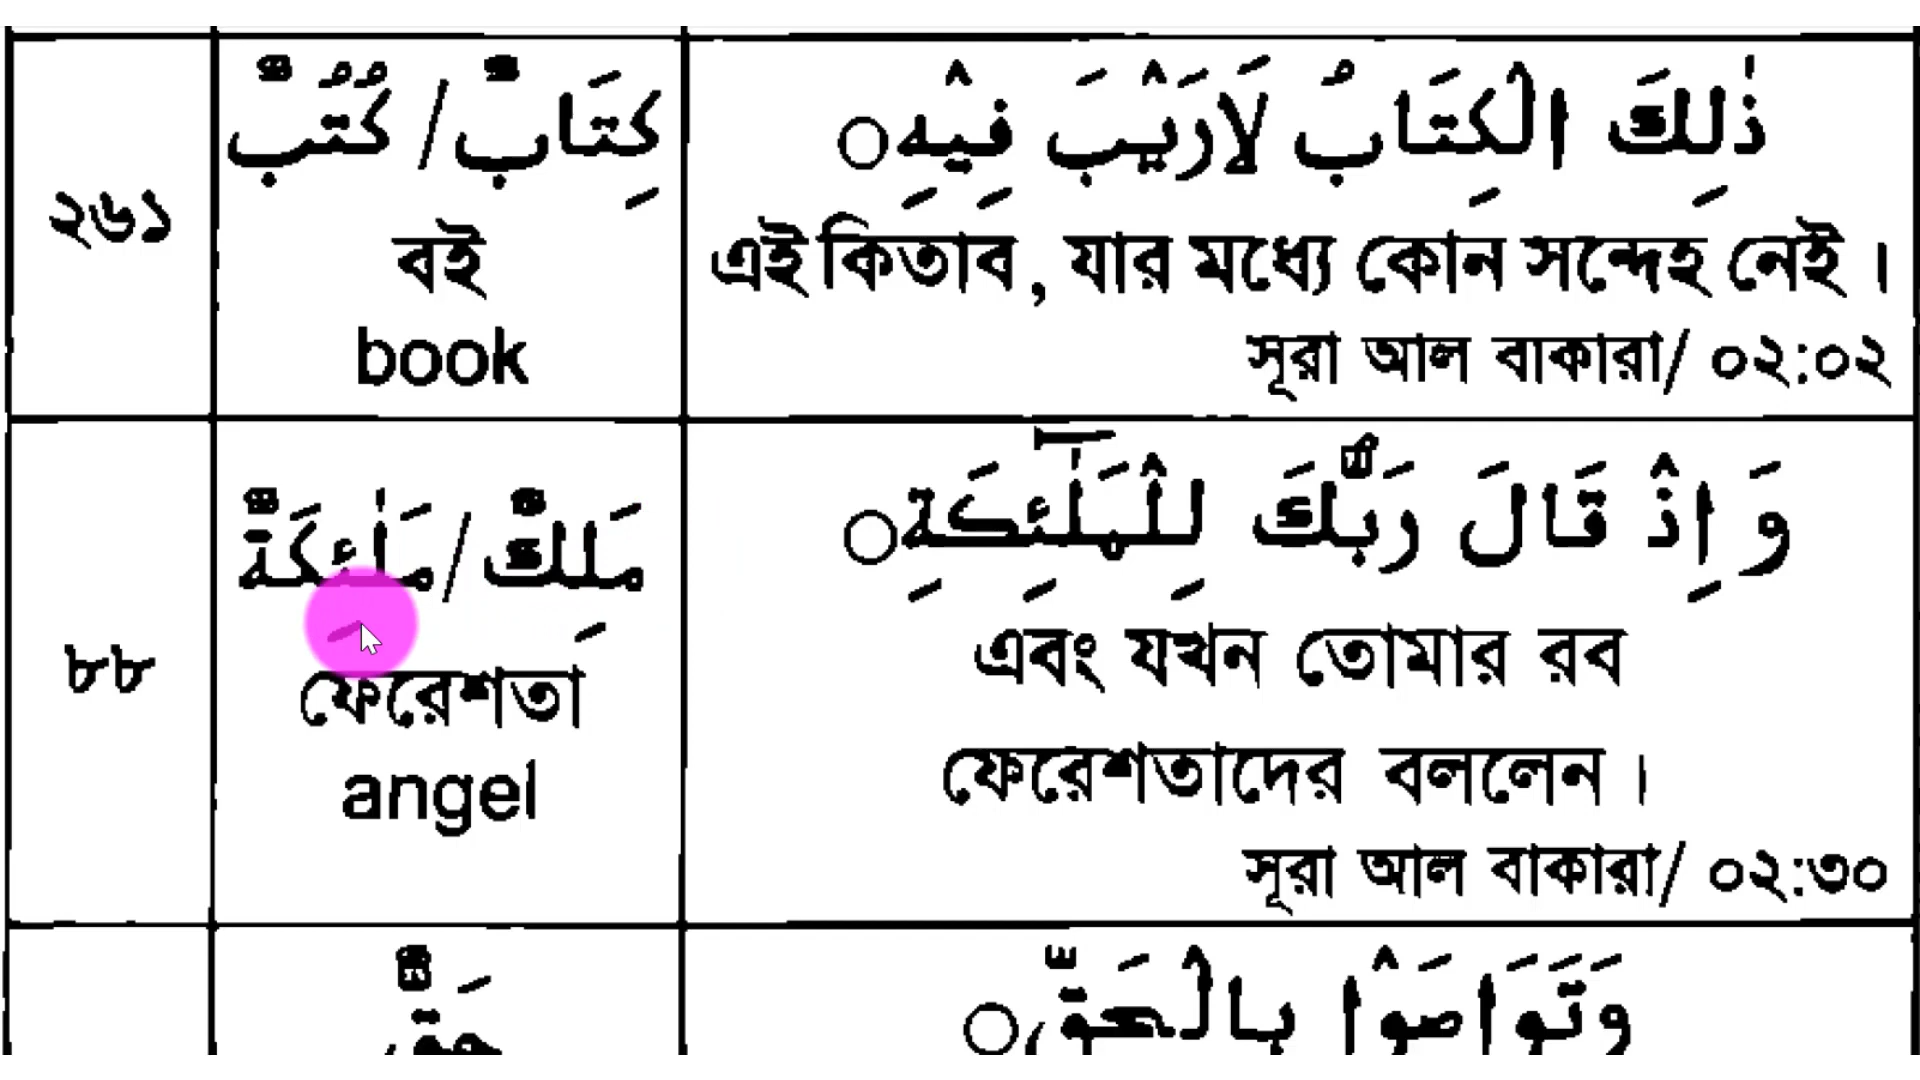 ২৬১
كِتَابٌ / كُتُبٌ
বই
book
ذٰلِكَ الْكِتَابُ لَارَيْبَ فِيْهِ○
এই কিতাব, যার মধ্যে কোন সন্দেহ নেই।
সূরা আল বাকারা/ ০২:০২
৮৮
مَلِكٌ/مَلٰئِكَةٌ
ফেরেশতা
angel
وَ اِذْ قَالَ رَبُّكَ لِلْمَلٰٓئِكَةِ○
এবং যখন তোমার রব
ফেরেশতাদের বললেন।
সূরা আল বাকারা/ ০২:৩০
حَقٌّ
وَتَوَاصَوْا بِالْحَقِّ،○